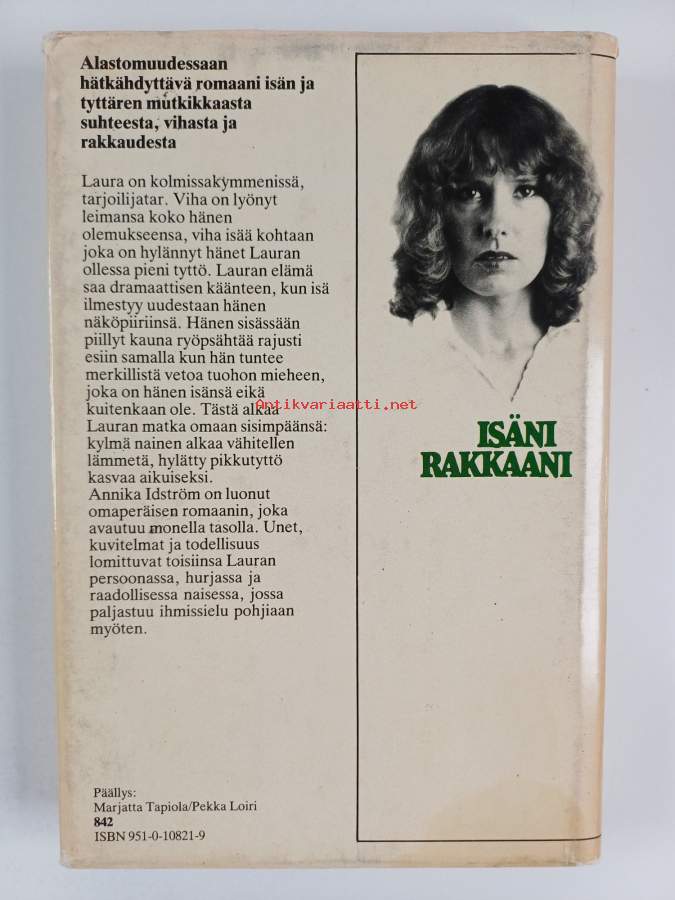 Alastomuudessaan
hätkähdyttävä romaani isän ja
tyttären mutkikkaasta
suhteesta, vihasta ja
rakkaudesta
Laura on kolmissakymmenissä,
tarjoilijatar. Viha on lyönyt
leimansa koko hänen
olemukseensa, viha isää kohtaan
joka on hylännyt hänet Lauran
ollessa pieni tyttö. Lauran elämä
saa dramaattisen käänteen, kun isä
ilmestyy uudestaan hänen
näköpiiriinsä. Hänen sisässään
piillyt kauna ryöpsähtää rajusti
esiin samalla kun hän tuntee
merkillistä vetoa tuohon mieheen,
joka on hänen isänsä eikä
kuitenkaan ole. Tästä alkaa
Lauran matka omaan sisimpäänsä:
kylmä nainen alkaa vähitellen
lämmetä, hylätty pikkutyttö
kasvaa aikuiseksi.
Annika Idström on luonut
omaperäisen romaanin, joka
avautuu monella tasolla. Unet,
kuvitelmat ja todellisuus
lomittuvat toisiinsa Lauran
persoonassa, hurjassa ja
raadollisessa naisessa, jossa
paljastuu ihmissielu pohjiaan
myöten.
Päällys:
Marjatta Tapiola/Pekka Loiri
842
ISBN 951-0-10821-9
ISÄNI
RAKKAANI
Antikvariaatti.net